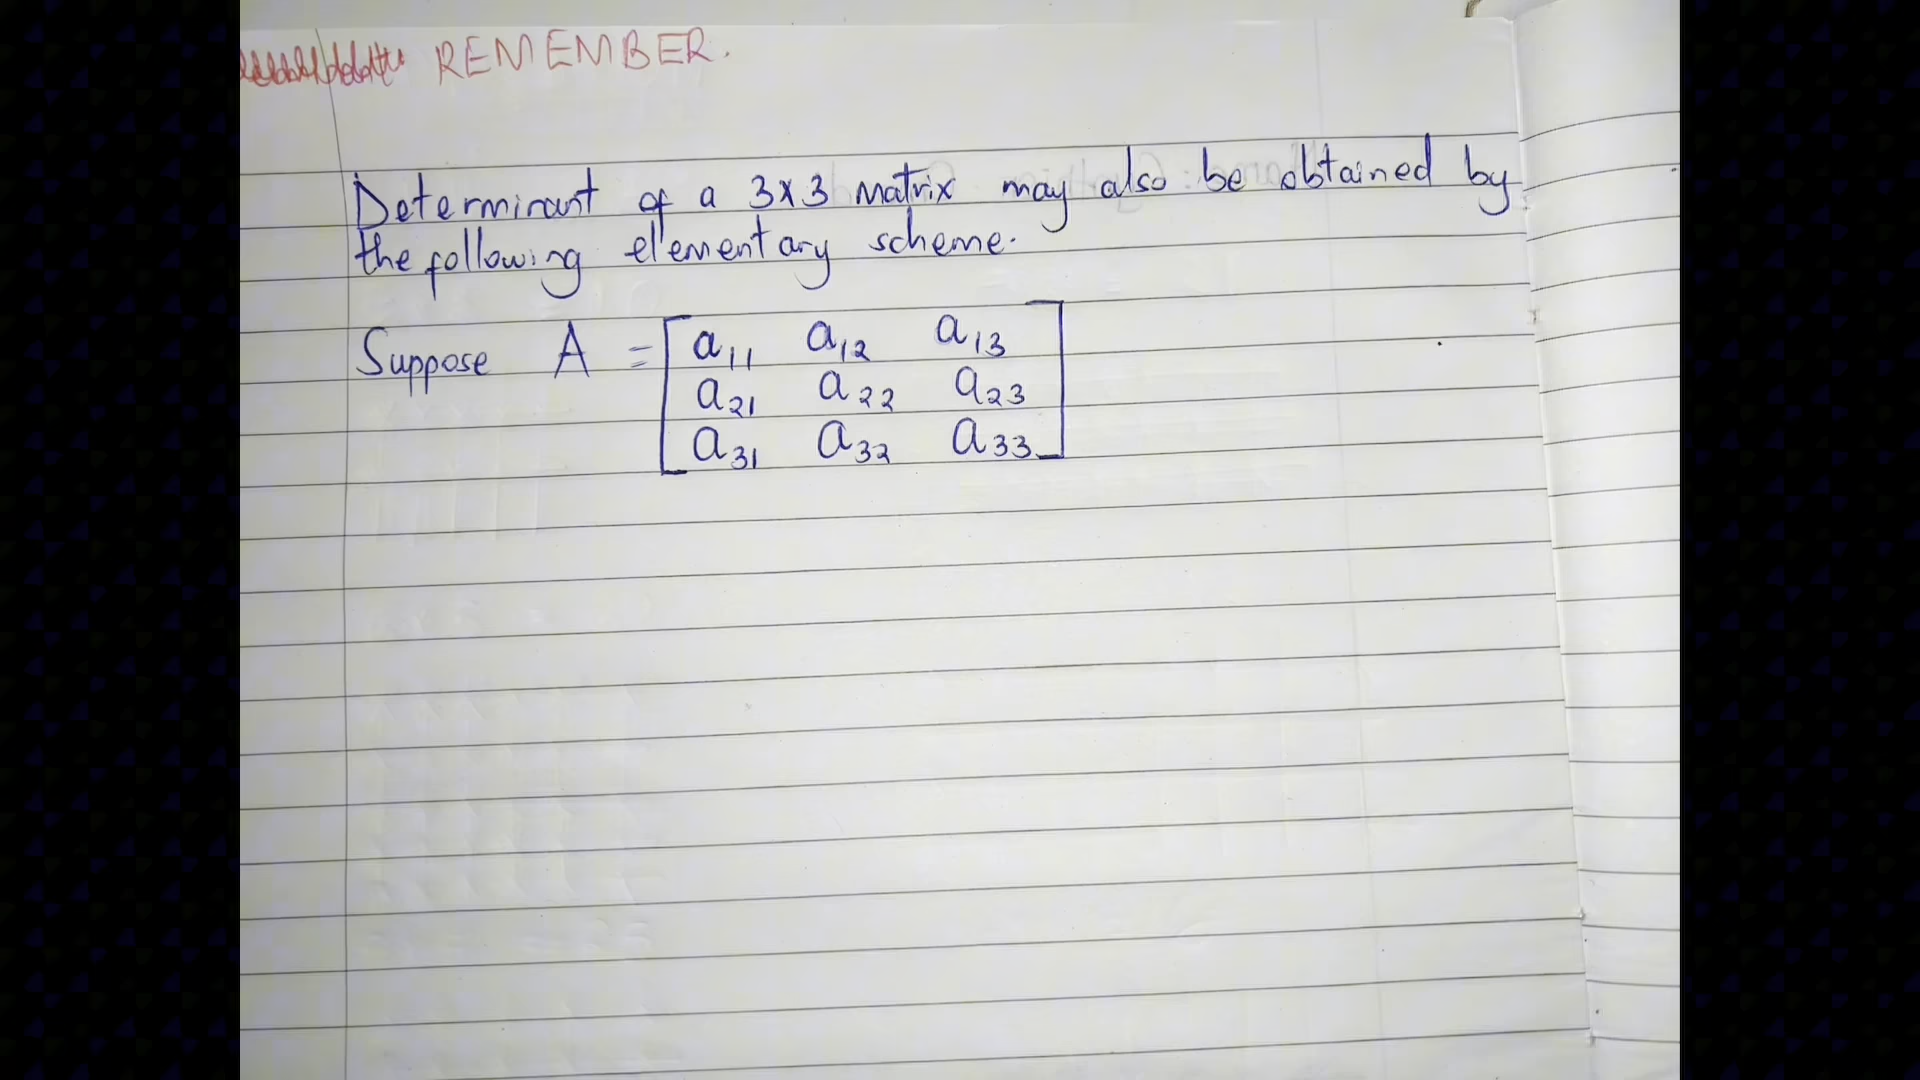 REMEMBER.
Determinant of a 3x3 matrix may also be obtained by
the following elementary scheme.
Suppose A = [a₁₁ a₁₂ a₁₃
a₂₁ a₂₂ a₂₃
a₃₁ a₃₂ a₃₃]